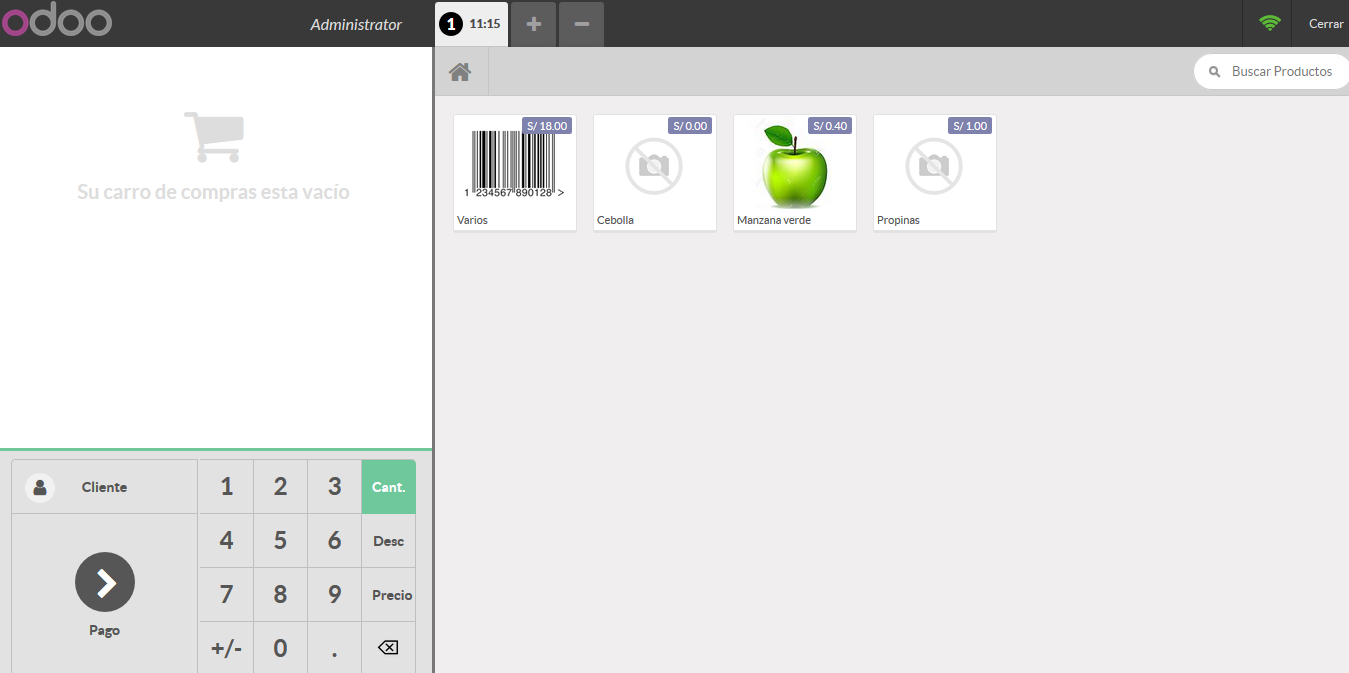 odoo
Administrator
1 11:15
Cerrar
Buscar Productos
Su carro de compras esta vacío
S/ 18.00
1 "234567"890128">
Varios
S/ 0.00
Cebolla
S/ 0.40
Manzana verde
S/ 1.00
Propinas
Cliente
Pago
1 2 3 Cant.
4 5 6 Desc
7 8 9 Precio
+/- 0 .